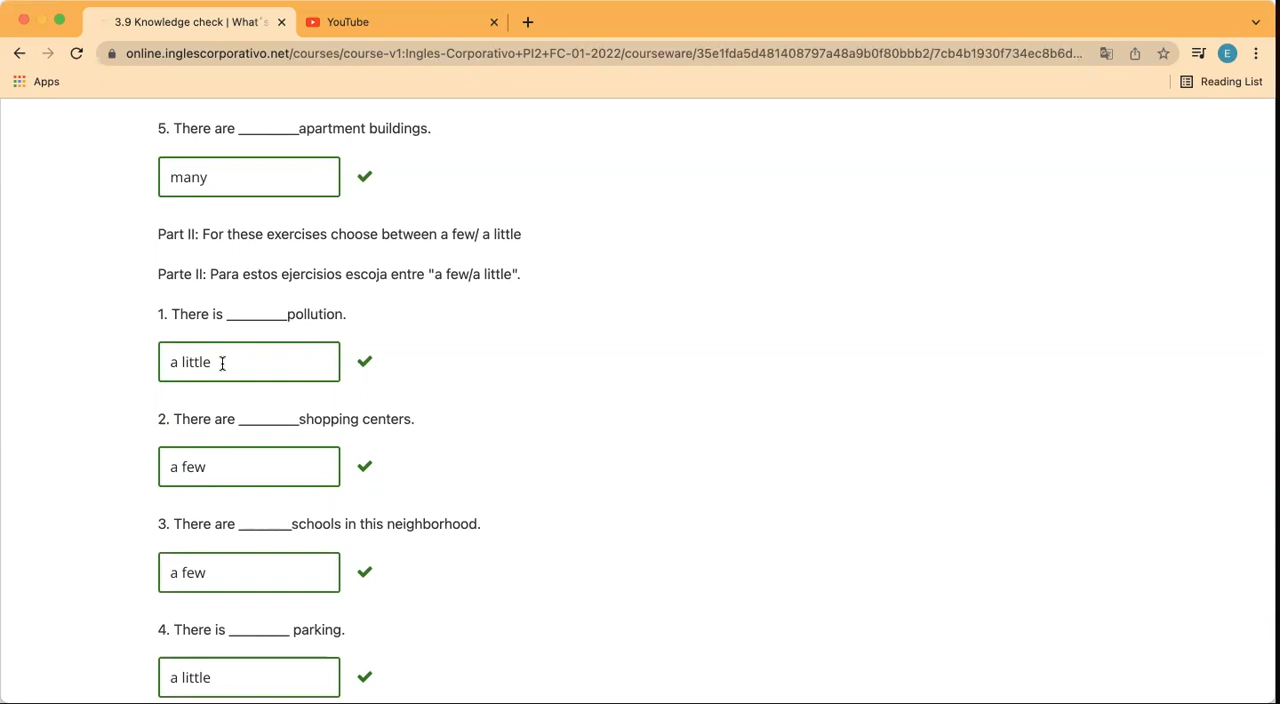 3.9 Knowledge check | What's
YouTube
online.inglescorporativo.net/courses/course-v1:Ingles-Corporativo+PI2+FC-01-2022/courseware/35e1fda5d481408797a48a9b0f80bbb2/7cb4b1930f734ec8b6d...
E
Apps
Reading List
5. There are ________apartment buildings.
many
Part II: For these exercises choose between a few/ a little
Parte II: Para estos ejercisios escoja entre "a few/a little".
1. There is ________pollution.
a little
2. There are ________shopping centers.
a few
3. There are _______schools in this neighborhood.
a few
4. There is ________ parking.
a little